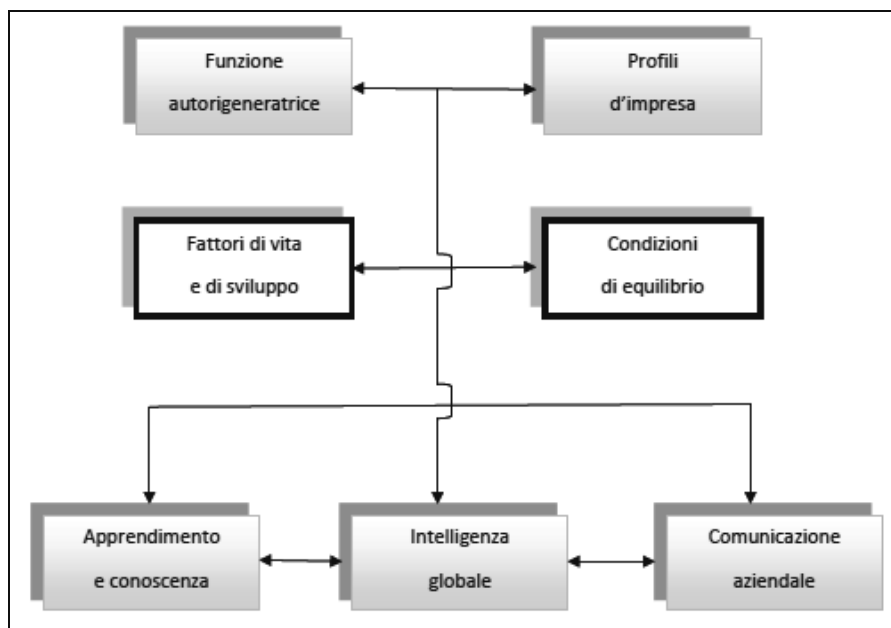 Funzione
autorigeneratrice
Profili
d'impresa
Fattori di vita
e di sviluppo
Condizioni
di equilibrio
Apprendimento
e conoscenza
Intelligenza
globale
Comunicazione
aziendale